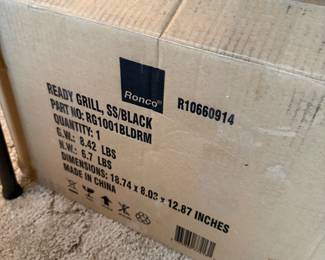 Ronco®
R10660914
READY GRILL, SS/BLACK
PART NO: RG1001BLDRM
QUANTITY: 1
G.W.: 8.42 LBS
N.W.: 6.7 LBS
DIMENSIONS: 18.74 x 8.03 x 12.87 INCHES
MADE IN CHINA